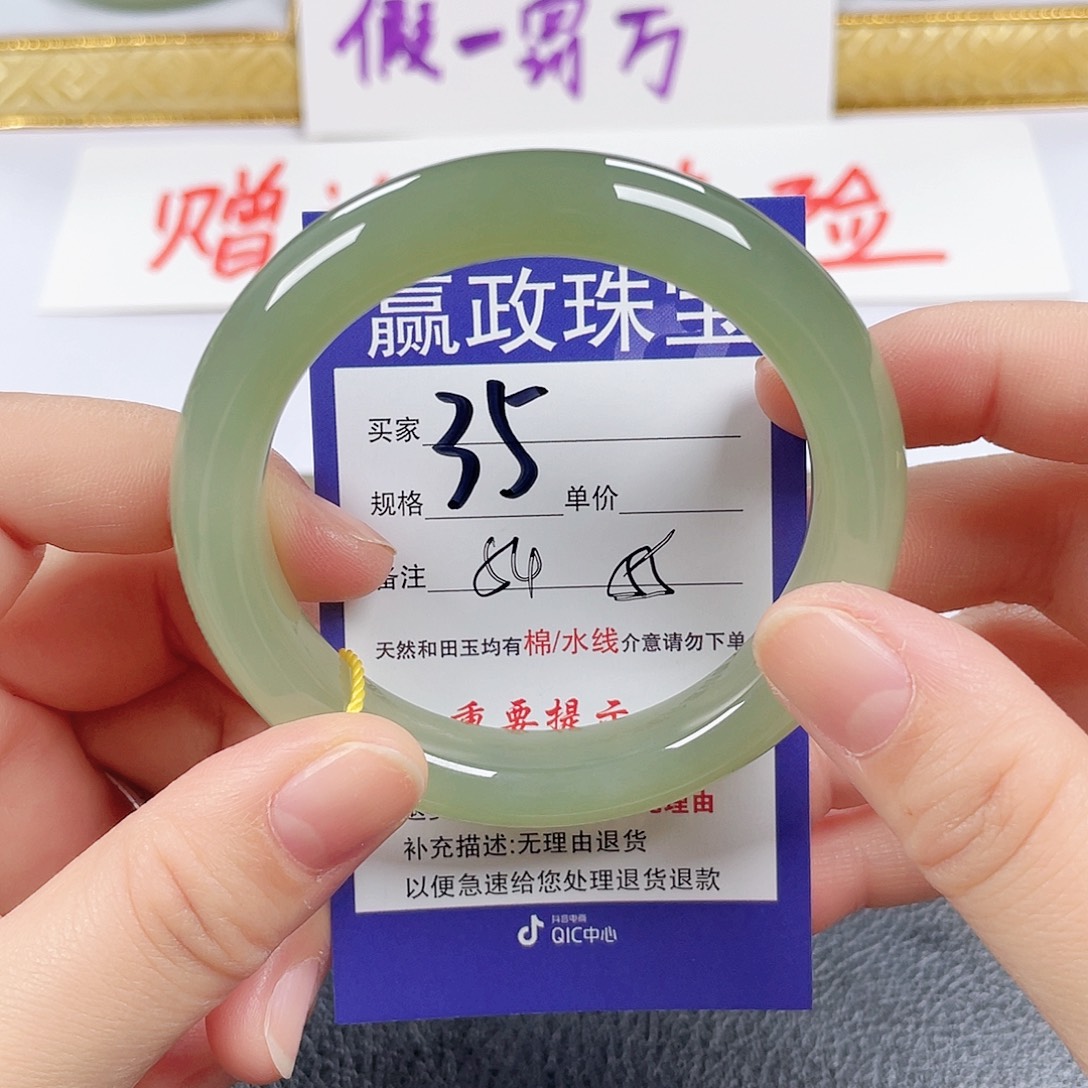 假一罚万
赠 险
赢政珠宝
买家 35
规格 单价
备注 84
天然和田玉均有棉/水线介意请勿下单
重要提示
理由
补充描述:无理由退货
以便急速给您处理退货退款
抖音电商
QIC中心